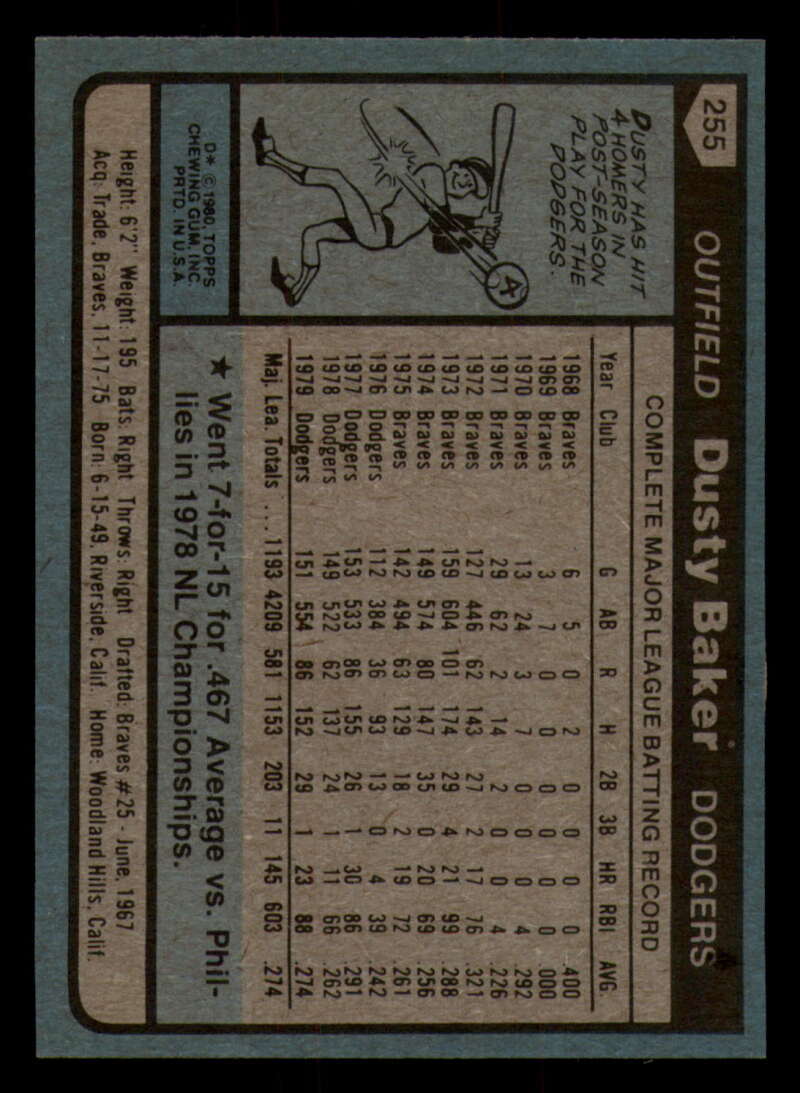 255
OUTFIELD Dusty Baker DODGERS
DUSTY HAS HIT
4 HOMERS IN
POST-SEASON
PLAY FOR THE
DODGERS.
4
D* © 1980, TOPPS
CHEWING GUM, INC.
PRTD. IN U.S.A.
COMPLETE MAJOR LEAGUE BATTING RECORD
Year Club G AB R H 2B 3B HR RBI AVG.
1968 Braves 6 5 0 2 0 0 0 0 .400
1969 Braves 3 7 0 0 0 0 0 0 .000
1970 Braves 13 24 3 7 0 0 0 4 .292
1971 Braves 29 62 2 14 2 0 0 4 .226
1972 Braves 127 446 62 143 27 2 17 76 .321
1973 Braves 159 604 101 174 29 4 21 99 .288
1974 Braves 149 574 80 147 35 0 20 69 .256
1975 Braves 142 494 63 129 18 2 19 72 .261
1976 Dodgers 112 384 36 93 13 0 4 39 .242
1977 Dodgers 153 533 86 155 26 1 30 86 .291
1978 Dodgers 149 522 62 137 24 1 11 66 .262
1979 Dodgers 151 554 86 152 29 1 23 88 .274
Maj. Lea. Totals ... 1193 4209 581 1153 203 11 145 603 .274
★ Went 7-for-15 for .467 Average vs. Phil-
lies in 1978 NL Championships.
Height: 6'2" Weight: 195 Bats: Right Throws: Right Drafted: Braves #25 - June, 1967
Acq: Trade, Braves, 11-17-75 Born: 6-15-49, Riverside, Calif. Home: Woodland Hills, Calif.